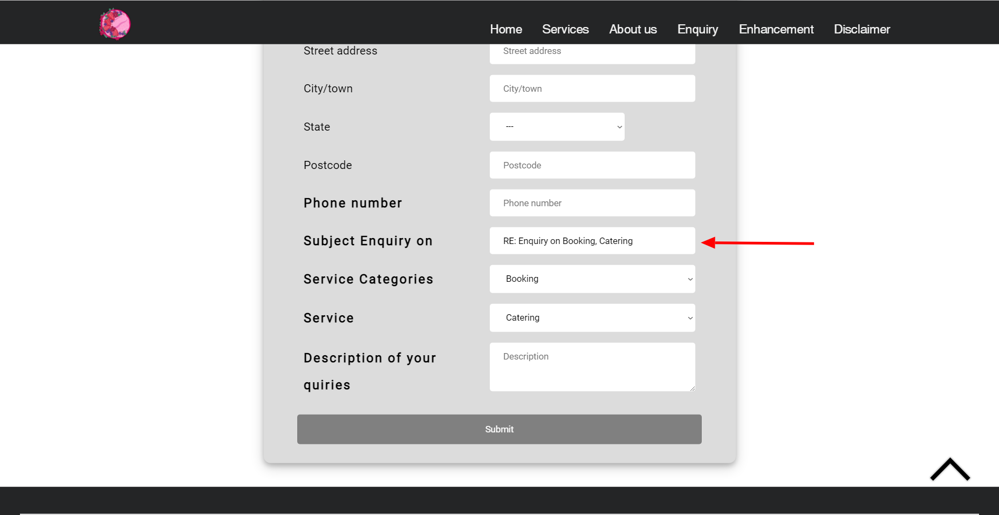 Home Services About us Enquiry Enhancement Disclaimer
Street address Street address
City/town City/town
State ---
Postcode Postcode
Phone number Phone number
Subject Enquiry on RE: Enquiry on Booking, Catering
Service Categories Booking
Service Catering
Description of your Description
quiries
Submit